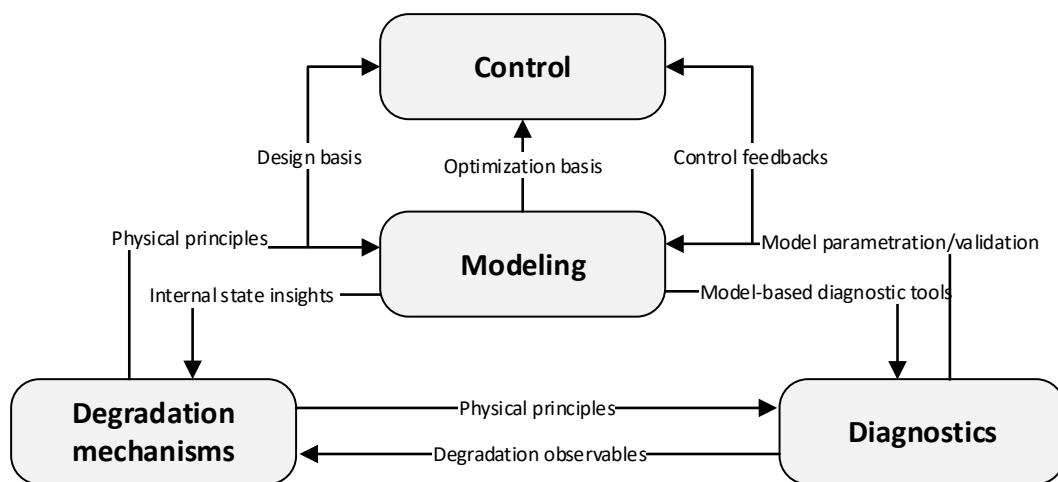 Control
Design basis
Optimization basis
Control feedbacks
Physical principles
Modeling
Model parametration/validation
Internal state insights
Model-based diagnostic tools
Degradation
mechanisms
Physical principles
Degradation observables
Diagnostics